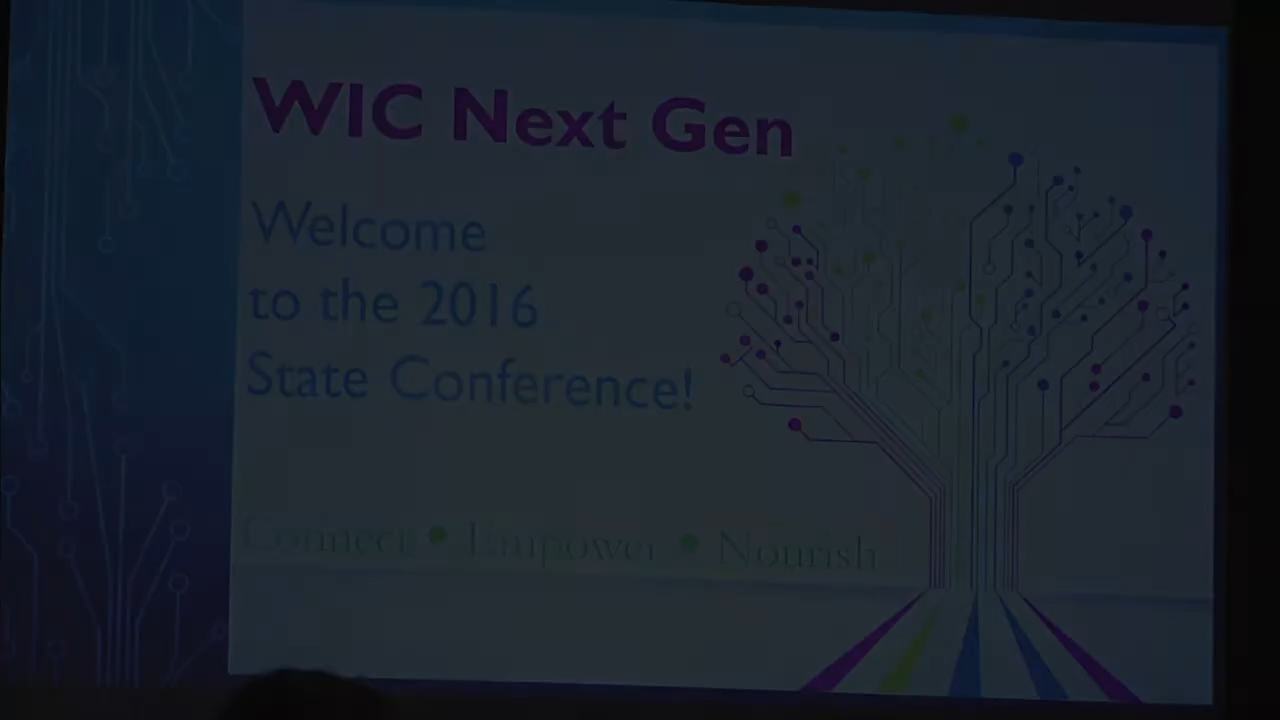 WIC Next Gen
Welcome
to the 2016
State Conference!
Connect • Empower • Nourish